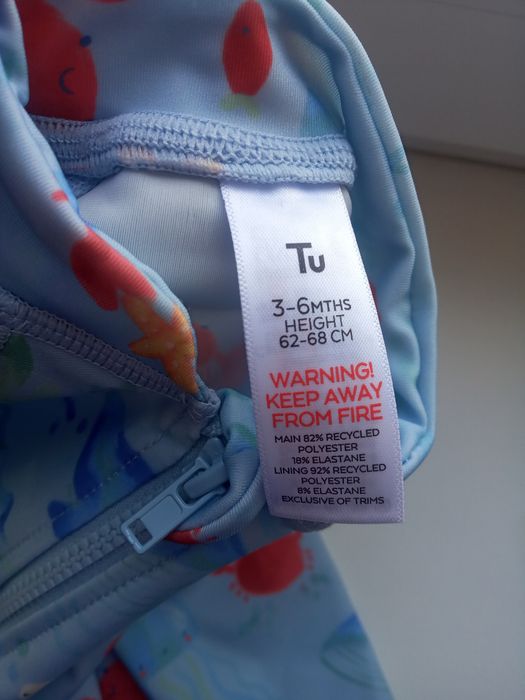 Tu
3-6MTHS
HEIGHT
62-68 CM
WARNING!
KEEP AWAY
FROM FIRE
MAIN 82% RECYCLED
POLYESTER
18% ELASTANE
LINING 92% RECYCLED
POLYESTER
8% ELASTANE
EXCLUSIVE OF TRIMS